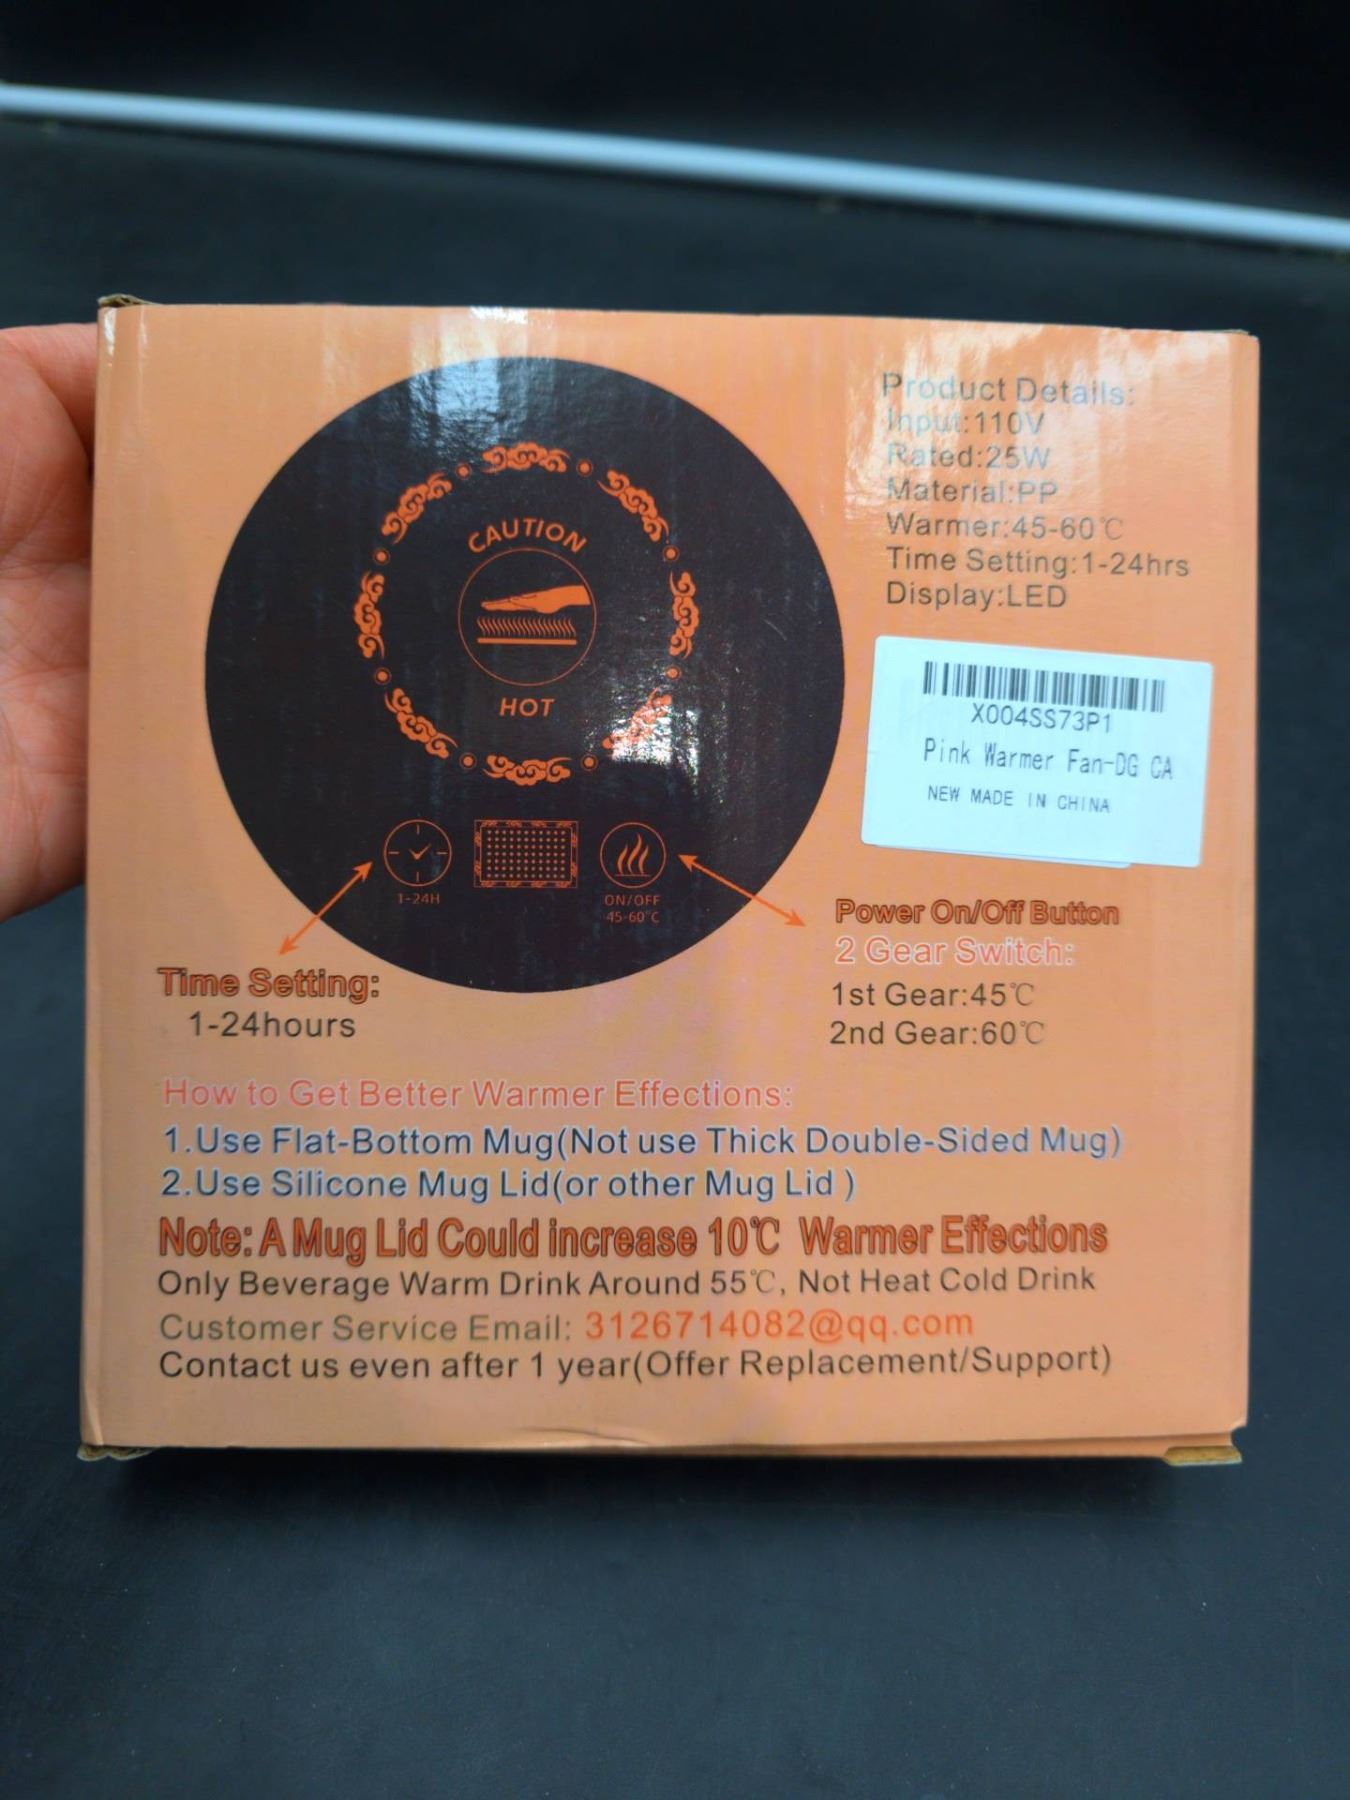 Product Details:
Input:110V
Rated:25W
Material:PP
Warmer:45-60℃
Time Setting:1-24hrs
Display:LED
CAUTION
HOT
X004SS73P1
Pink Warmer Fan-DG CA
NEW MADE IN CHINA
1-24H
ON/OFF
45-60℃
Power On/Off Button
2 Gear Switch:
1st Gear:45℃
2nd Gear:60℃
Time Setting:
1-24hours
How to Get Better Warmer Effections:
1.Use Flat-Bottom Mug(Not use Thick Double-Sided Mug)
2.Use Silicone Mug Lid(or other Mug Lid )
Note: A Mug Lid Could increase 10℃ Warmer Effections
Only Beverage Warm Drink Around 55℃, Not Heat Cold Drink
Customer Service Email: 3126714082@qq.com
Contact us even after 1 year(Offer Replacement/Support)